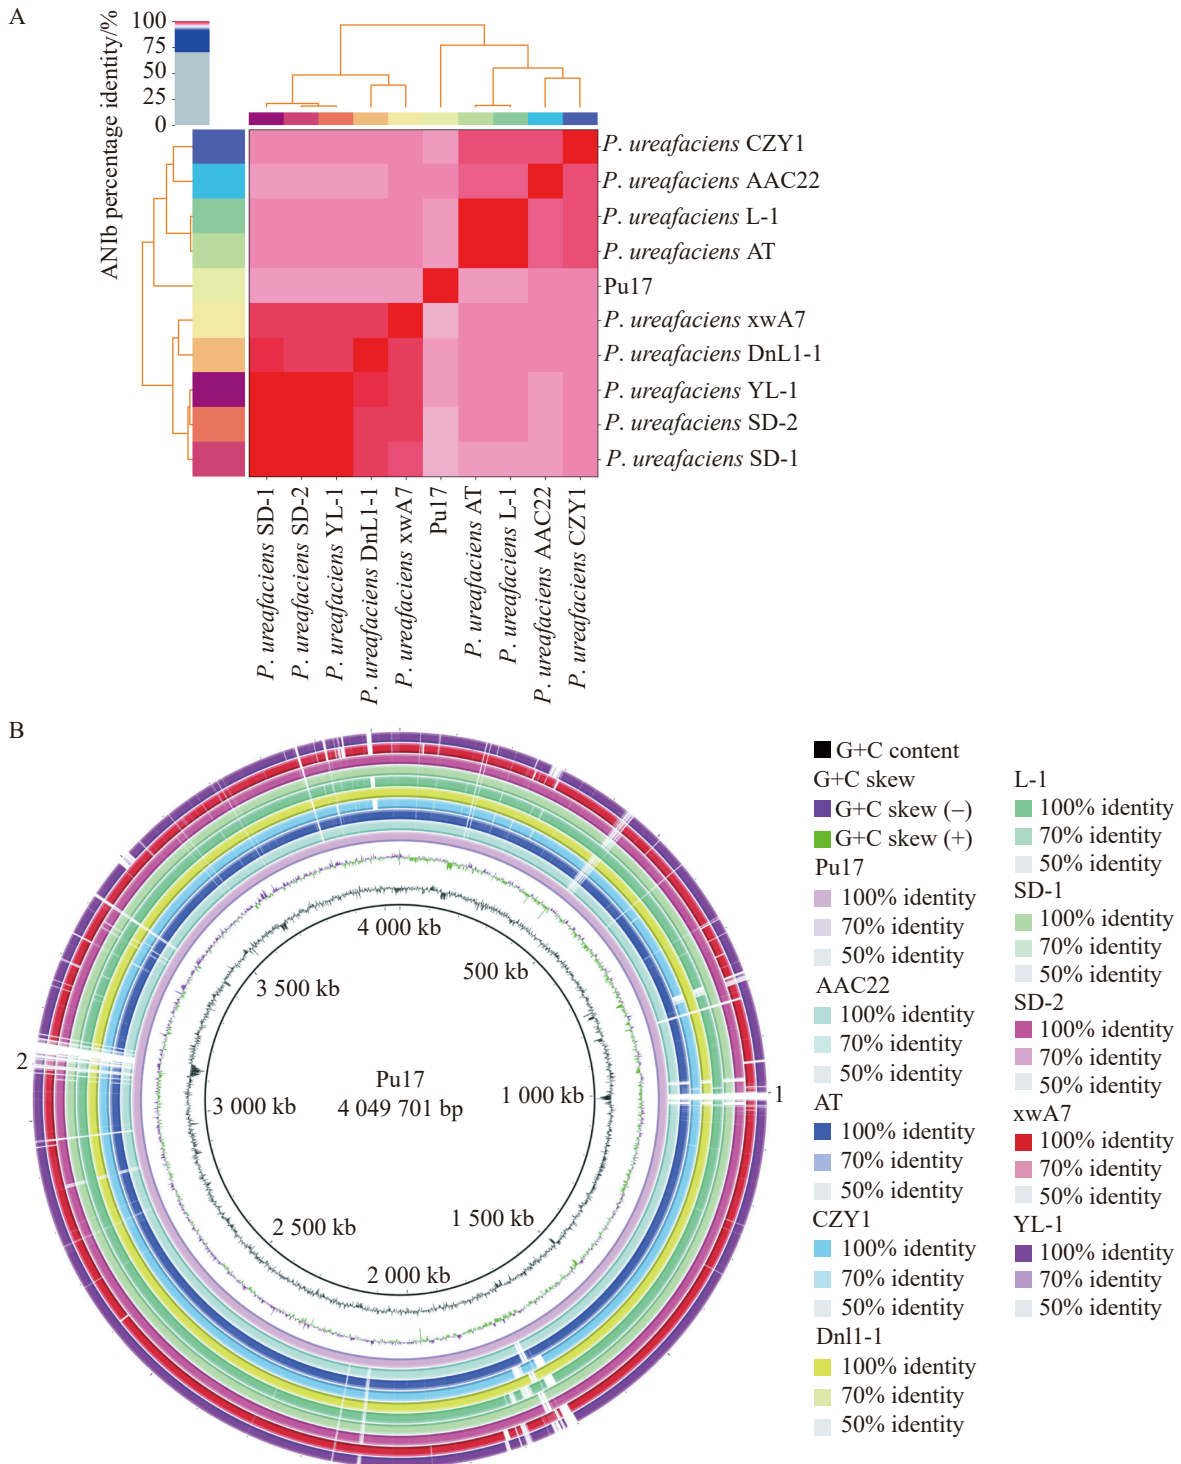 A
ANIb percentage identity/%
100
75
50
25
0
P. ureafaciens CZY1
P. ureafaciens AAC22
P. ureafaciens L-1
P. ureafaciens AT
Pu17
P. ureafaciens xwA7
P. ureafaciens DnL1-1
P. ureafaciens YL-1
P. ureafaciens SD-2
P. ureafaciens SD-1
P. ureafaciens SD-1
P. ureafaciens SD-2
P. ureafaciens YL-1
P. ureafaciens DnL1-1
P. ureafaciens xwA7
Pu17
P. ureafaciens AT
P. ureafaciens L-1
P. ureafaciens AAC22
P. ureafaciens CZY1
B
4 000 kb
500 kb
3 500 kb
2
Pu17
4 049 701 bp
1 000 kb
1
3 000 kb
1 500 kb
2 500 kb
2 000 kb
G+C content
G+C skew
G+C skew (−)
G+C skew (+)
Pu17
100% identity
70% identity
50% identity
AAC22
100% identity
70% identity
50% identity
AT
100% identity
70% identity
50% identity
CZY1
100% identity
70% identity
50% identity
Dnl1-1
100% identity
70% identity
50% identity
L-1
100% identity
70% identity
50% identity
SD-1
100% identity
70% identity
50% identity
SD-2
100% identity
70% identity
50% identity
xwA7
100% identity
70% identity
50% identity
YL-1
100% identity
70% identity
50% identity